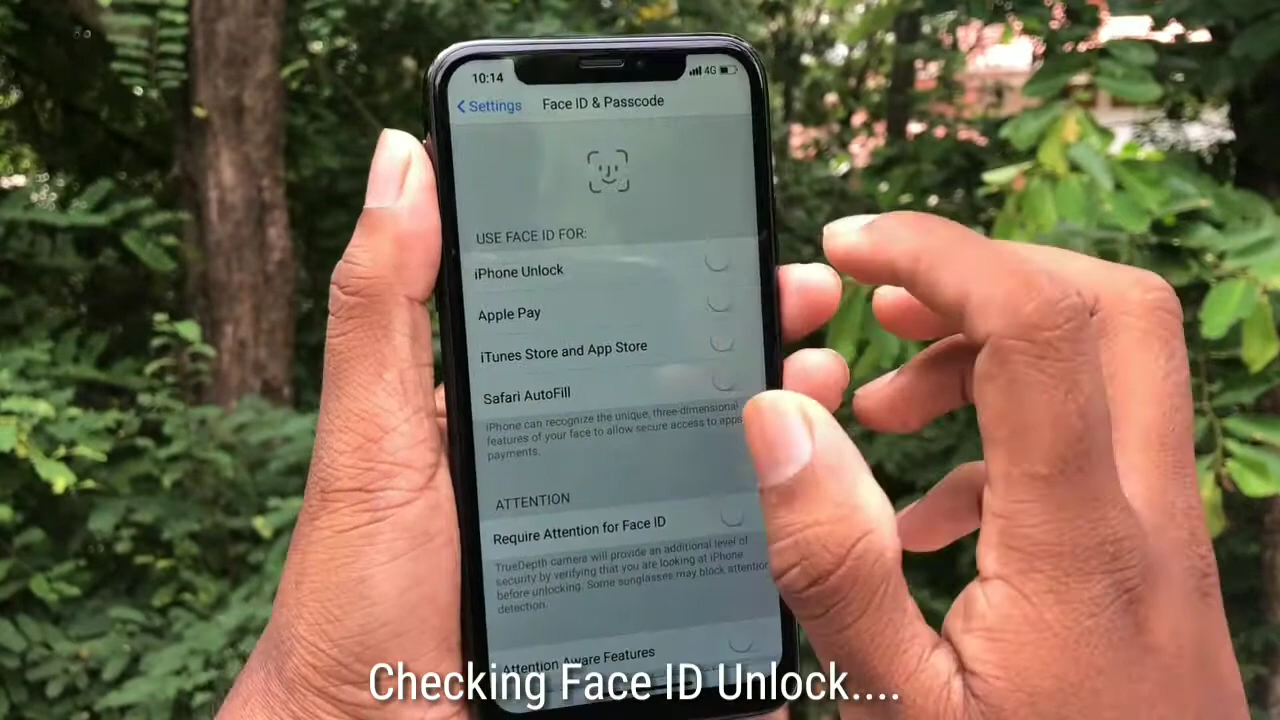 10:14
4G
Settings
Face ID & Passcode
USE FACE ID FOR:
iPhone Unlock
Apple Pay
iTunes Store and App Store
Safari AutoFill
iPhone can recognize the unique, three-dimensional
features of your face to allow secure access to apps
payments.
ATTENTION
Require Attention for Face ID
TrueDepth camera will provide an additional level of
security by verifying that you are looking at iPhone
before unlocking. Some sunglasses may block attention
detection.
Attention Aware Features
Checking Face ID Unlock....